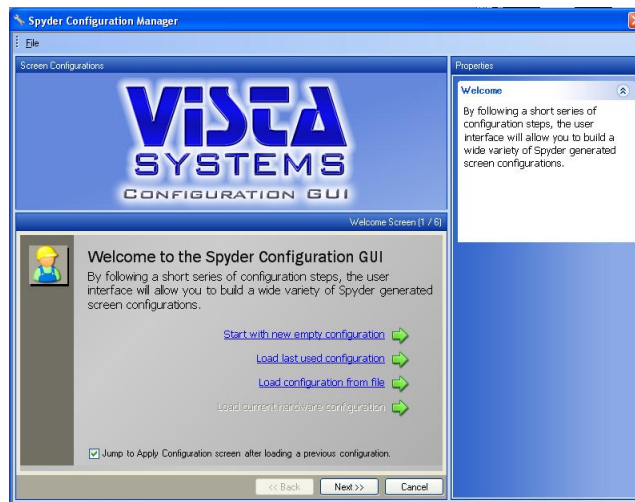 Spyder Configuration Manager
File
Screen Configurations
VISTA
SYSTEMS
CONFIGURATION GUI
Welcome Screen (1 / 6)
Welcome to the Spyder Configuration GUI
By following a short series of configuration steps, the user
interface will allow you to build a wide variety of Spyder generated
screen configurations.
Start with new empty configuration
Load last used configuration
Load configuration from file
Load current hardware configuration
Jump to Apply Configuration screen after loading a previous configuration.
<< Back
Next >>
Cancel
Properties
Welcome
By following a short series of
configuration steps, the user
interface will allow you to build a
wide variety of Spyder generated
screen configurations.